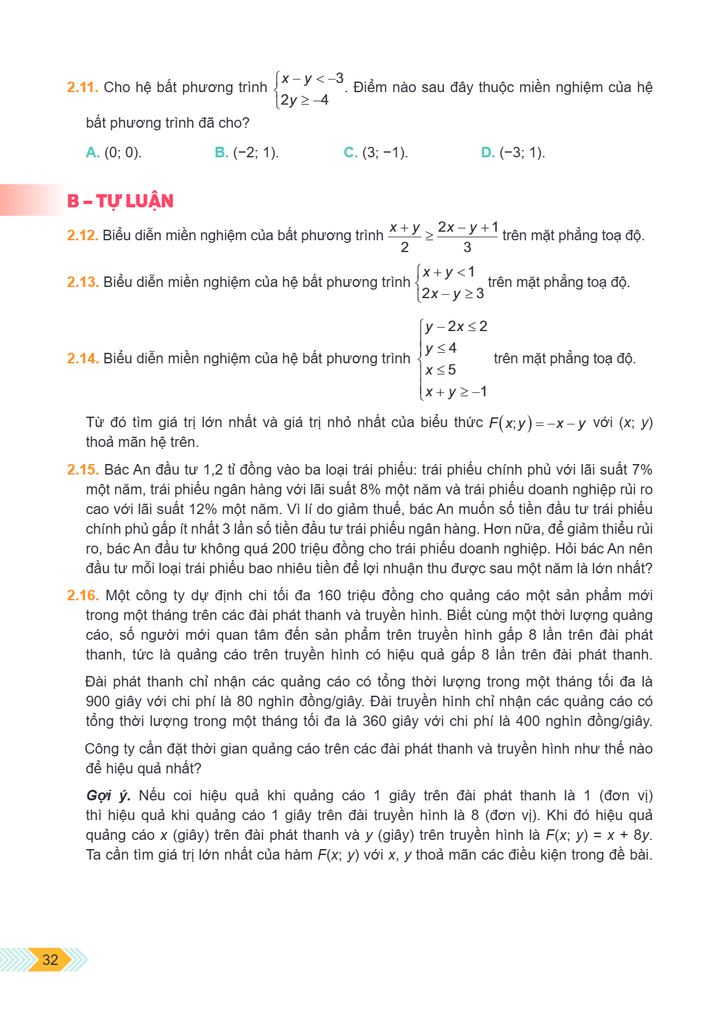 2.11. Cho hệ bất phương trình {x − y < −3
2y ≥ −4. Điểm nào sau đây thuộc miền nghiệm của hệ
bất phương trình đã cho?
A. (0; 0). B. (−2; 1). C. (3; −1). D. (−3; 1).
B – TỰ LUẬN
2.12. Biểu diễn miền nghiệm của bất phương trình (x + y)/2 ≥ (2x − y + 1)/3 trên mặt phẳng toạ độ.
2.13. Biểu diễn miền nghiệm của hệ bất phương trình {x + y < 1
2x − y ≥ 3 trên mặt phẳng toạ độ.
2.14. Biểu diễn miền nghiệm của hệ bất phương trình {y − 2x ≤ 2
y ≤ 4
x ≤ 5
x + y ≥ −1 trên mặt phẳng toạ độ.
Từ đó tìm giá trị lớn nhất và giá trị nhỏ nhất của biểu thức F(x; y) = −x − y với (x; y)
thoả mãn hệ trên.
2.15. Bác An đầu tư 1,2 tỉ đồng vào ba loại trái phiếu: trái phiếu chính phủ với lãi suất 7%
một năm, trái phiếu ngân hàng với lãi suất 8% một năm và trái phiếu doanh nghiệp rủi ro
cao với lãi suất 12% một năm. Vì lí do giảm thuế, bác An muốn số tiền đầu tư trái phiếu
chính phủ gấp ít nhất 3 lần số tiền đầu tư trái phiếu ngân hàng. Hơn nữa, để giảm thiểu rủi
ro, bác An đầu tư không quá 200 triệu đồng cho trái phiếu doanh nghiệp. Hỏi bác An nên
đầu tư mỗi loại trái phiếu bao nhiêu tiền để lợi nhuận thu được sau một năm là lớn nhất?
2.16. Một công ty dự định chi tối đa 160 triệu đồng cho quảng cáo một sản phẩm mới
trong một tháng trên các đài phát thanh và truyền hình. Biết cùng một thời lượng quảng
cáo, số người mới quan tâm đến sản phẩm trên truyền hình gấp 8 lần trên đài phát
thanh, tức là quảng cáo trên truyền hình có hiệu quả gấp 8 lần trên đài phát thanh.
Đài phát thanh chỉ nhận các quảng cáo có tổng thời lượng trong một tháng tối đa là
900 giây với chi phí là 80 nghìn đồng/giây. Đài truyền hình chỉ nhận các quảng cáo có
tổng thời lượng trong một tháng tối đa là 360 giây với chi phí là 400 nghìn đồng/giây.
Công ty cần đặt thời gian quảng cáo trên các đài phát thanh và truyền hình như thế nào
để hiệu quả nhất?
Gợi ý. Nếu coi hiệu quả khi quảng cáo 1 giây trên đài phát thanh là 1 (đơn vị)
thì hiệu quả khi quảng cáo 1 giây trên đài truyền hình là 8 (đơn vị). Khi đó hiệu quả
quảng cáo x (giây) trên đài phát thanh và y (giây) trên truyền hình là F(x; y) = x + 8y.
Ta cần tìm giá trị lớn nhất của hàm F(x; y) với x, y thoả mãn các điều kiện trong đề bài.
32